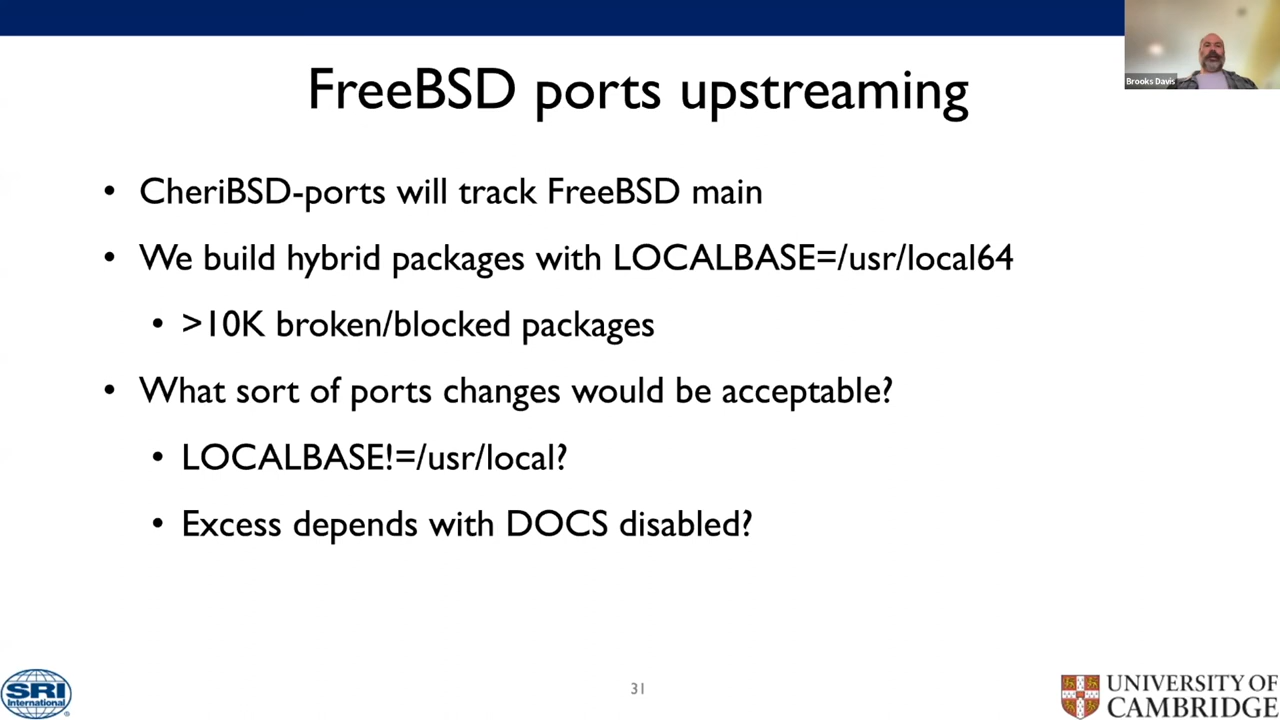 Brooks Davis
FreeBSD ports upstreaming
• CheriBSD-ports will track FreeBSD main
• We build hybrid packages with LOCALBASE=/usr/local64
• >10K broken/blocked packages
• What sort of ports changes would be acceptable?
• LOCALBASE!=/usr/local?
• Excess depends with DOCS disabled?
SRI
International
®
31
UNIVERSITY OF
CAMBRIDGE